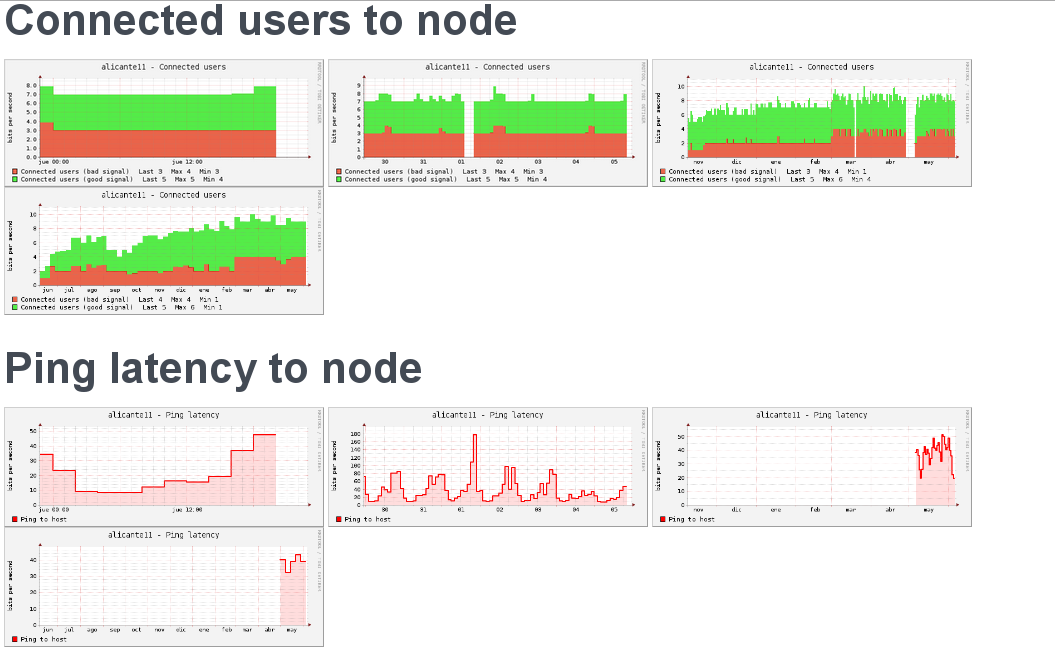 Connected users to node
alicante11 - Connected users
bits per second
8.0
7.0
6.0
5.0
4.0
3.0
2.0
1.0
0.0
jue 00:00 jue 12:00
Connected users (bad signal) Last 3 Max 4 Min 3
Connected users (good signal) Last 5 Max 5 Min 4
alicante11 - Connected users
bits per second
9
8
7
6
5
4
3
2
1
0
30 31 01 02 03 04 05
Connected users (bad signal) Last 3 Max 4 Min 3
Connected users (good signal) Last 5 Max 5 Min 4
alicante11 - Connected users
bits per second
10
8
6
4
2
0
nov dic ene feb mar abr may
Connected users (bad signal) Last 3 Max 4 Min 1
Connected users (good signal) Last 5 Max 6 Min 4
alicante11 - Connected users
bits per second
10
8
6
4
2
0
jun jul ago sep oct nov dic ene feb mar abr may
Connected users (bad signal) Last 4 Max 4 Min 1
Connected users (good signal) Last 5 Max 6 Min 1
Ping latency to node
alicante11 - Ping latency
bits per second
50
40
30
20
10
0
jue 00:00 jue 12:00
Ping to host
alicante11 - Ping latency
bits per second
180
160
140
120
100
80
60
40
20
0
30 31 01 02 03 04 05
Ping to host
alicante11 - Ping latency
bits per second
50
40
30
20
10
0
nov dic ene feb mar abr may
Ping to host
alicante11 - Ping latency
bits per second
40
30
20
10
0
jun jul ago sep oct nov dic ene feb mar abr may
Ping to host